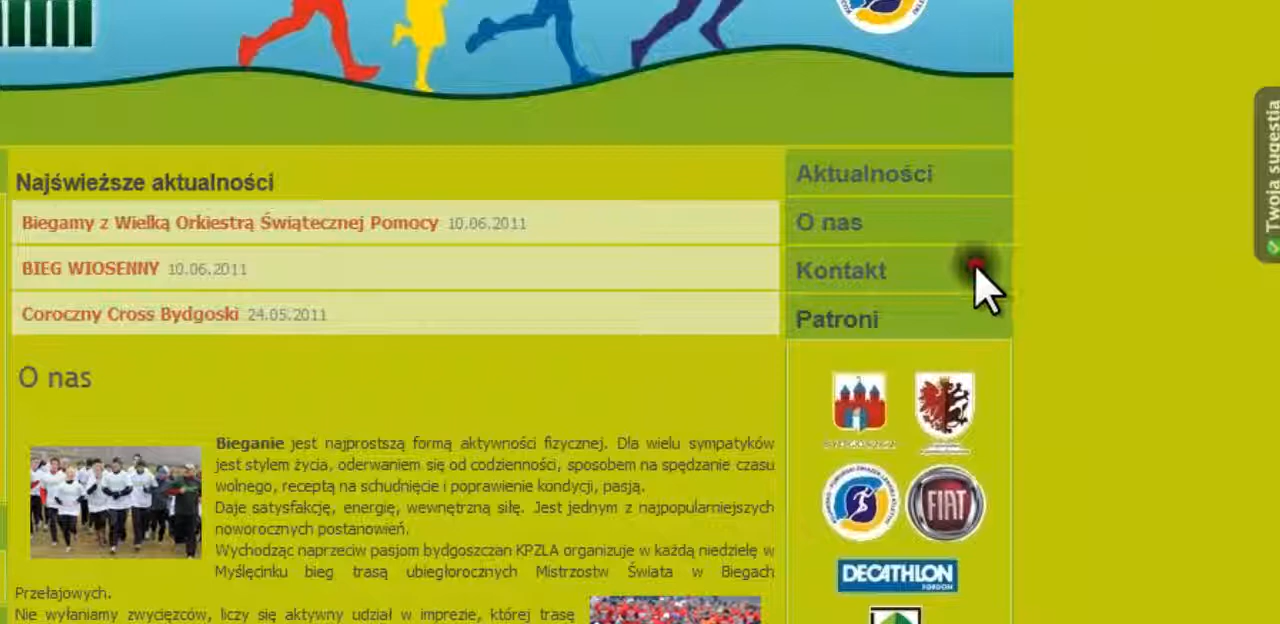 Najświeższe aktualności
Biegamy z Wielką Orkiestrą Świątecznej Pomocy 10.06.2011
BIEG WIOSENNY 10.06.2011
Coroczny Cross Bydgoski 24.05.2011
O nas
Bieganie jest najprostszą formą aktywności fizycznej. Dla wielu sympatyków
jest stylem życia, oderwaniem się od codzienności, sposobem na spędzanie czasu
wolnego, receptą na schudnięcie i poprawienie kondycji, pasją.
Daje satysfakcję, energię, wewnętrzną siłę. Jest jednym z najpopularniejszych
noworocznych postanowień.
Wychodząc naprzeciw pasjom bydgoszczan KPZLA organizuje w każdą niedzielę w
Myślęcinku bieg trasą ubiegłorocznych Mistrzostw Świata w Biegach
Przełajowych.
Nie wyłaniamy zwycięzców, liczy się aktywny udział w imprezie, której trasę
Aktualności
O nas
Kontakt
Patroni
FIAT
DECATHLON
FORDON
Twoja sugestia